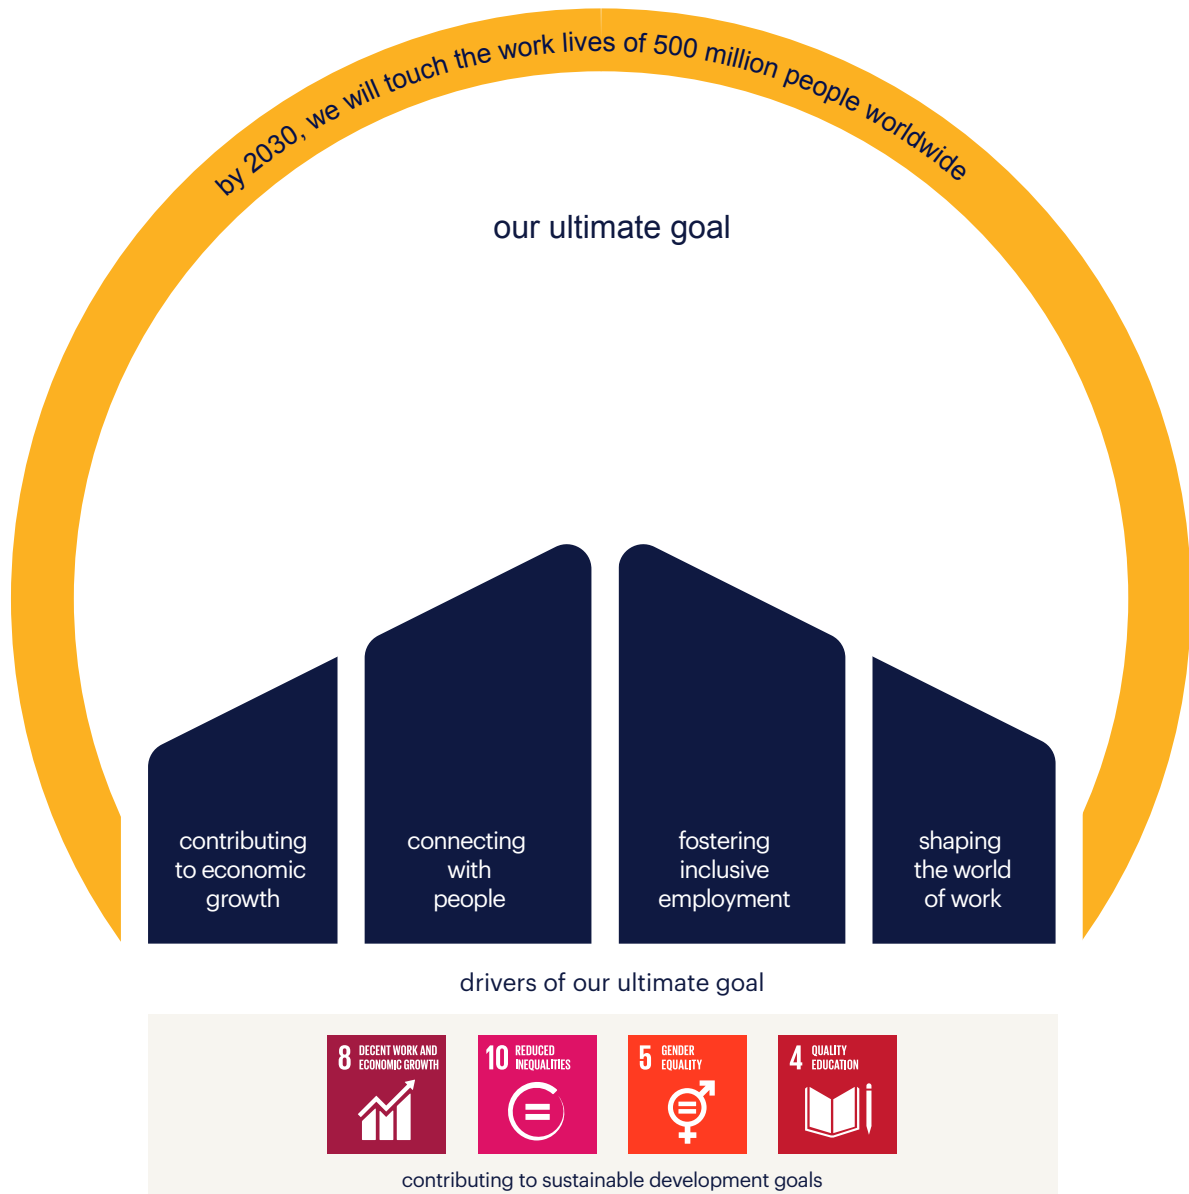 by 2030, we will touch the work lives of 500 million people worldwide
our ultimate goal
contributing
to economic
growth
connecting
with
people
fostering
inclusive
employment
shaping
the world
of work
drivers of our ultimate goal
8 DECENT WORK AND
ECONOMIC GROWTH
10 REDUCED
INEQUALITIES
5 GENDER
EQUALITY
4 QUALITY
EDUCATION
contributing to sustainable development goals